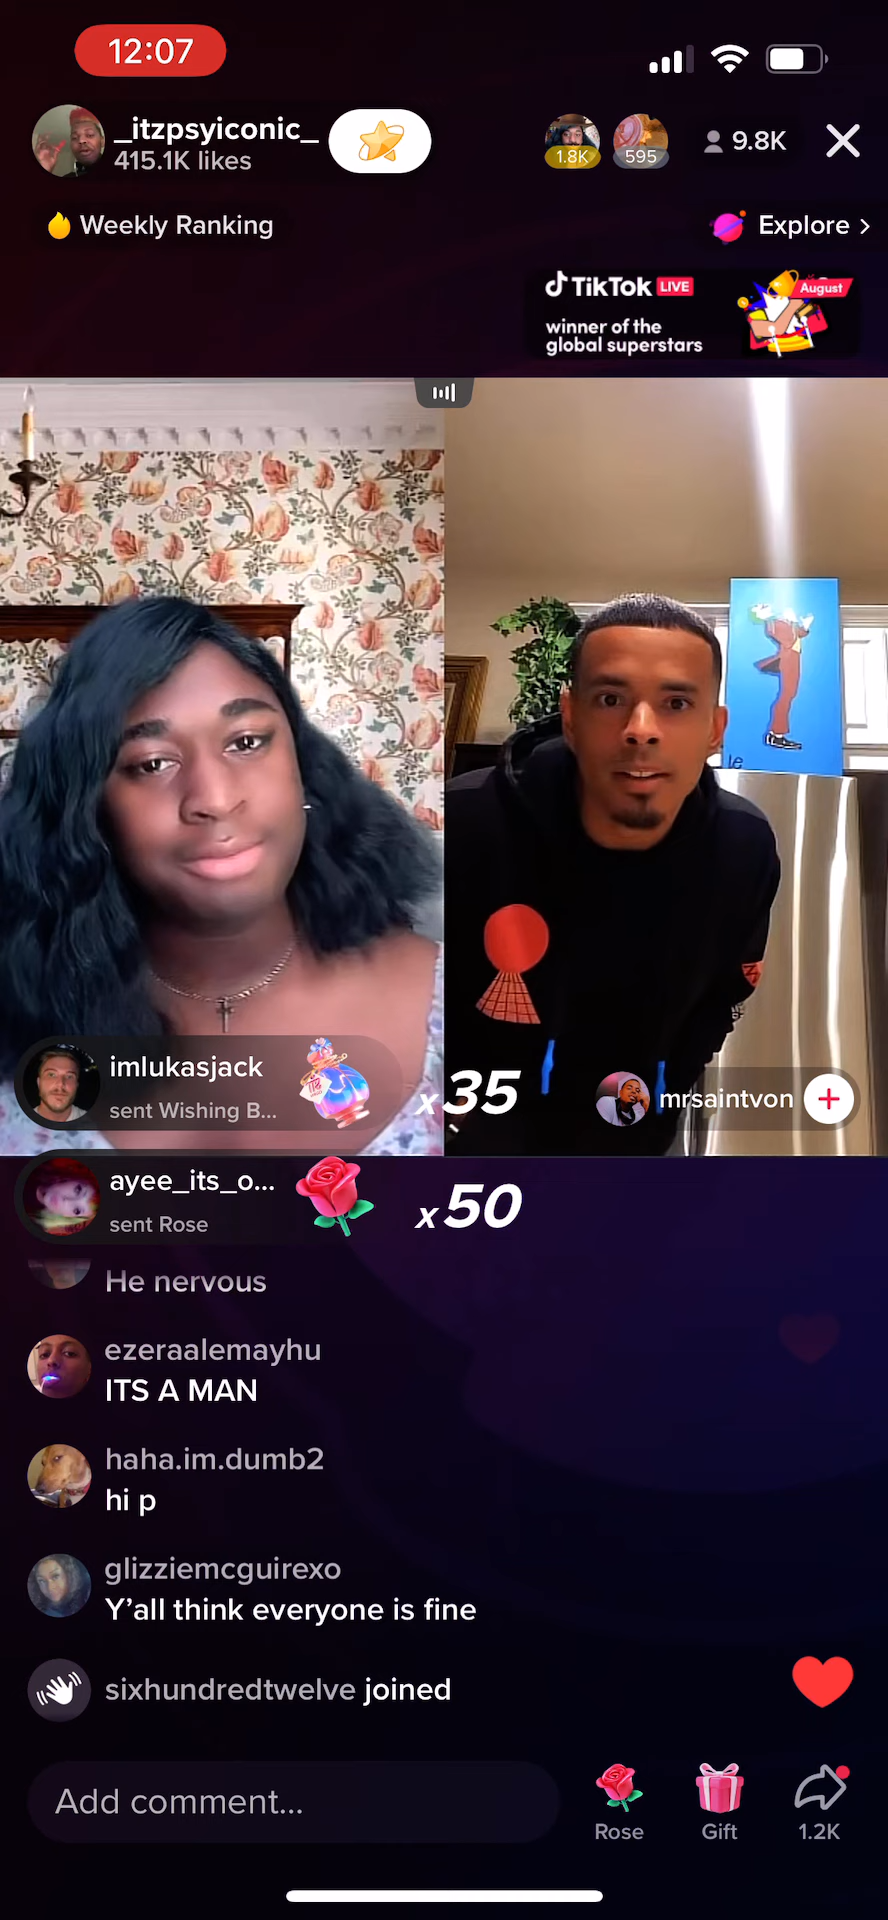 12:07
_itzpsyiconic_
415.1K likes
1.8K
595
9.8K
Weekly Ranking
Explore >
TikTok LIVE
August
winner of the
global superstars
le
imlukasjack
sent Wishing B...
x35
mrsaintvon
ayee_its_o...
sent Rose
x50
He nervous
ezeraalemayhu
ITS A MAN
haha.im.dumb2
hi p
glizziemcguirexo
Y’all think everyone is fine
sixhundredtwelve joined
Add comment...
Rose
Gift
1.2K